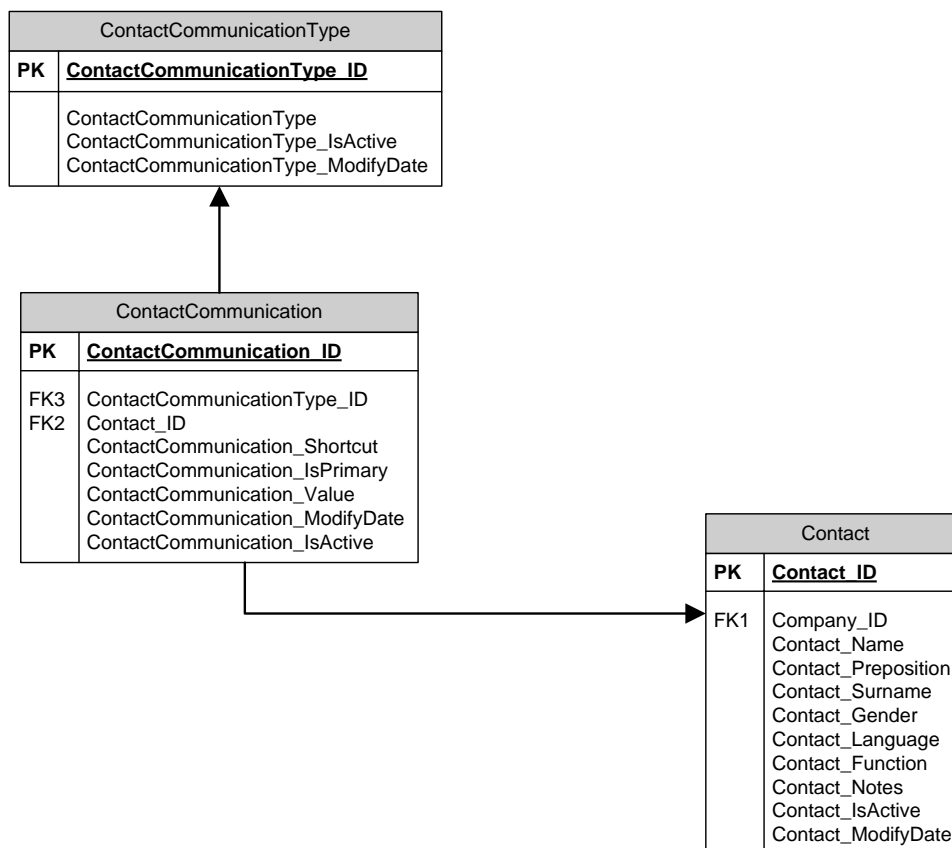 ContactCommunicationType
PK ContactCommunicationType_ID
ContactCommunicationType
ContactCommunicationType_IsActive
ContactCommunicationType_ModifyDate
ContactCommunication
PK ContactCommunication_ID
FK3 ContactCommunicationType_ID
FK2 Contact_ID
ContactCommunication_Shortcut
ContactCommunication_IsPrimary
ContactCommunication_Value
ContactCommunication_ModifyDate
ContactCommunication_IsActive
Contact
PK Contact_ID
FK1 Company_ID
Contact_Name
Contact_Preposition
Contact_Surname
Contact_Gender
Contact_Language
Contact_Function
Contact_Notes
Contact_IsActive
Contact_ModifyDate